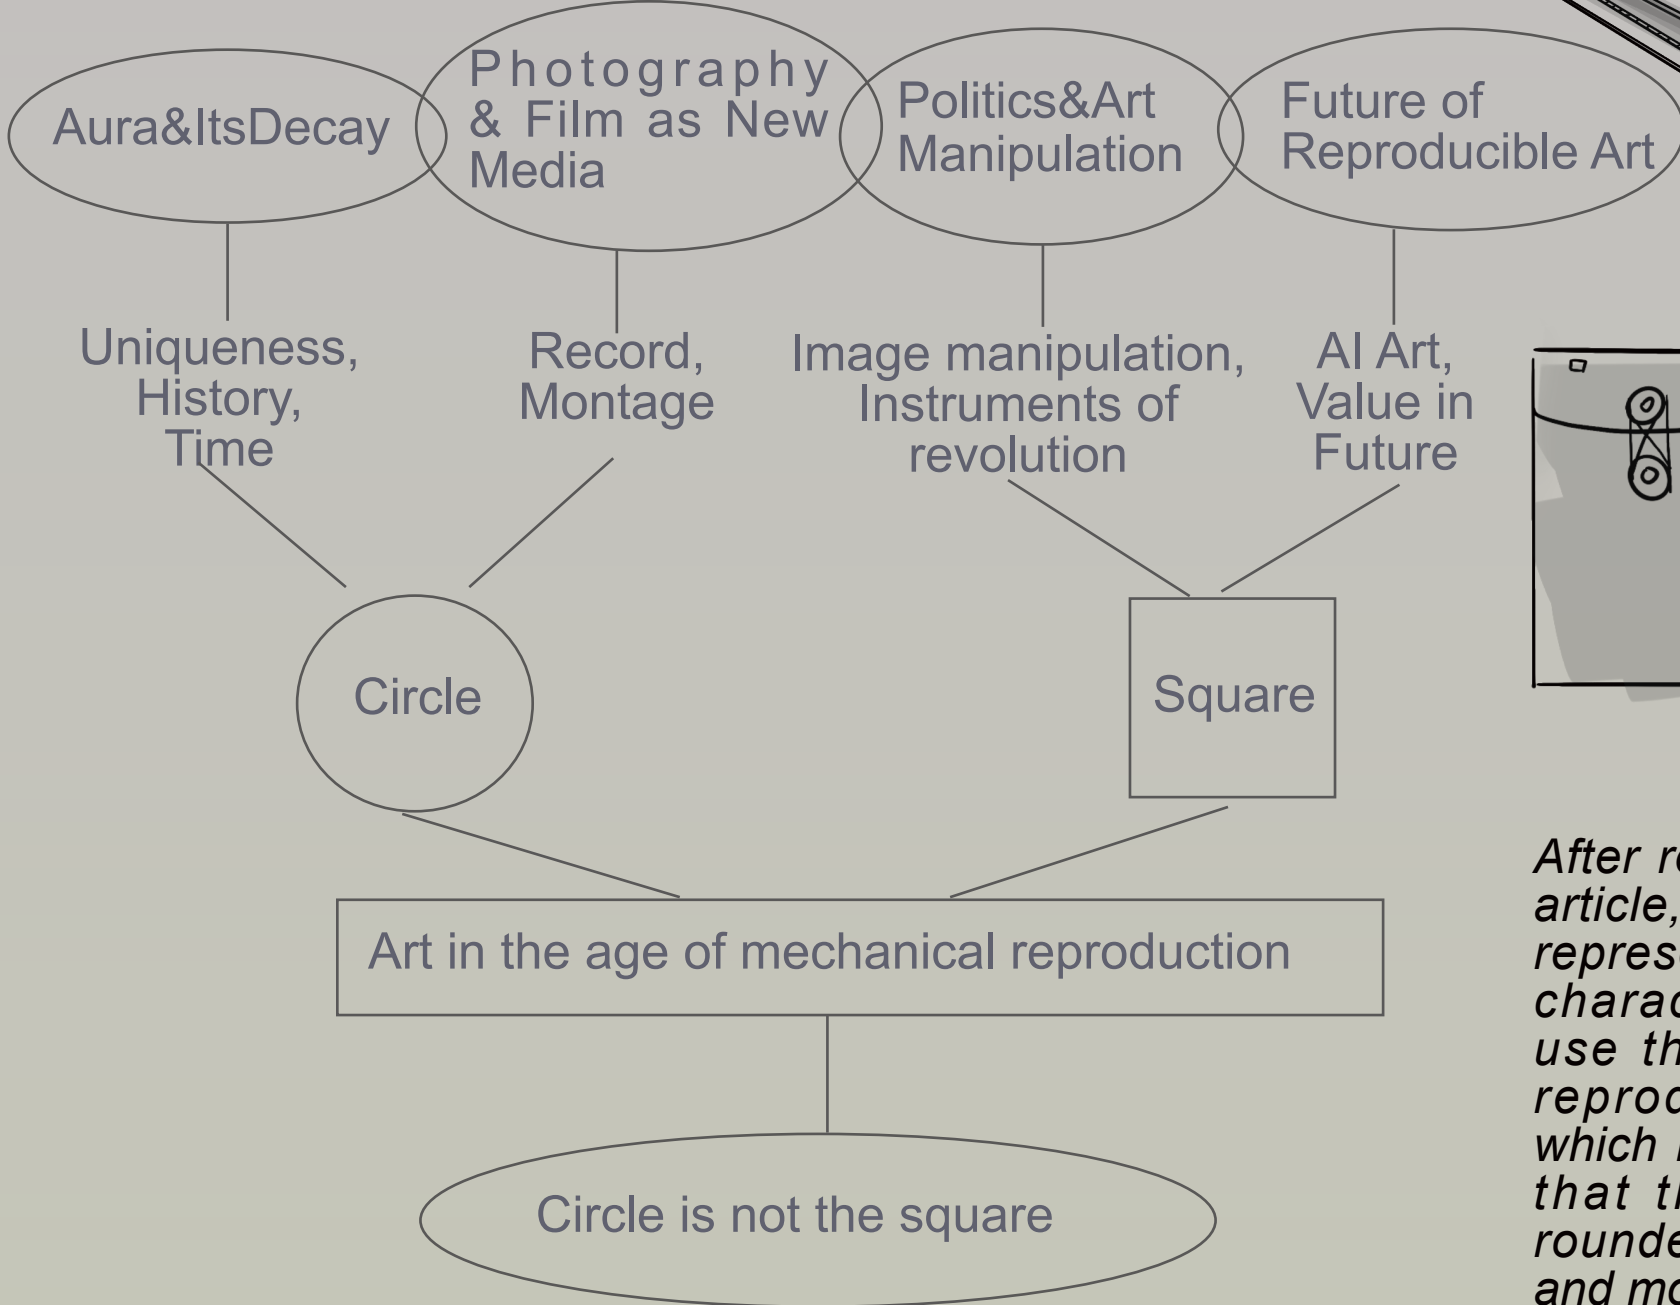 Aura&ItsDecay
Photography
& Film as New
Media
Politics&Art
Manipulation
Future of
Reproducible Art
Uniqueness,
History,
Time
Record,
Montage
Image manipulation,
Instruments of
revolution
AI Art,
Value in
Future
Circle
Square
Art in the age of mechanical reproduction
Circle is not the square
After
article,
use
which
that
and